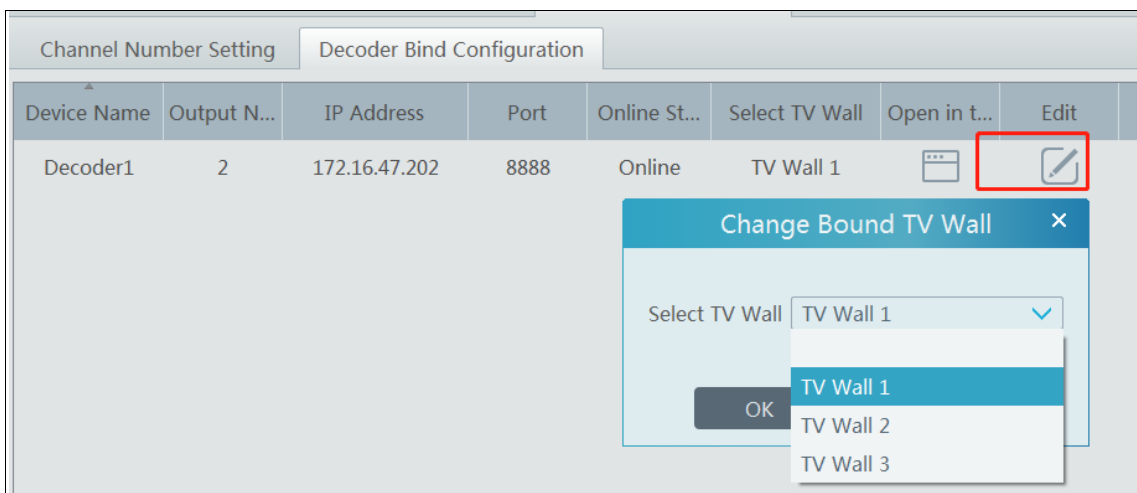 Channel Number Setting Decoder Bind Configuration
Device Name Output N... IP Address Port Online St... Select TV Wall Open in t... Edit
Decoder1 2 172.16.47.202 8888 Online TV Wall 1
Change Bound TV Wall
Select TV Wall TV Wall 1
TV Wall 1
OK
TV Wall 2
TV Wall 3